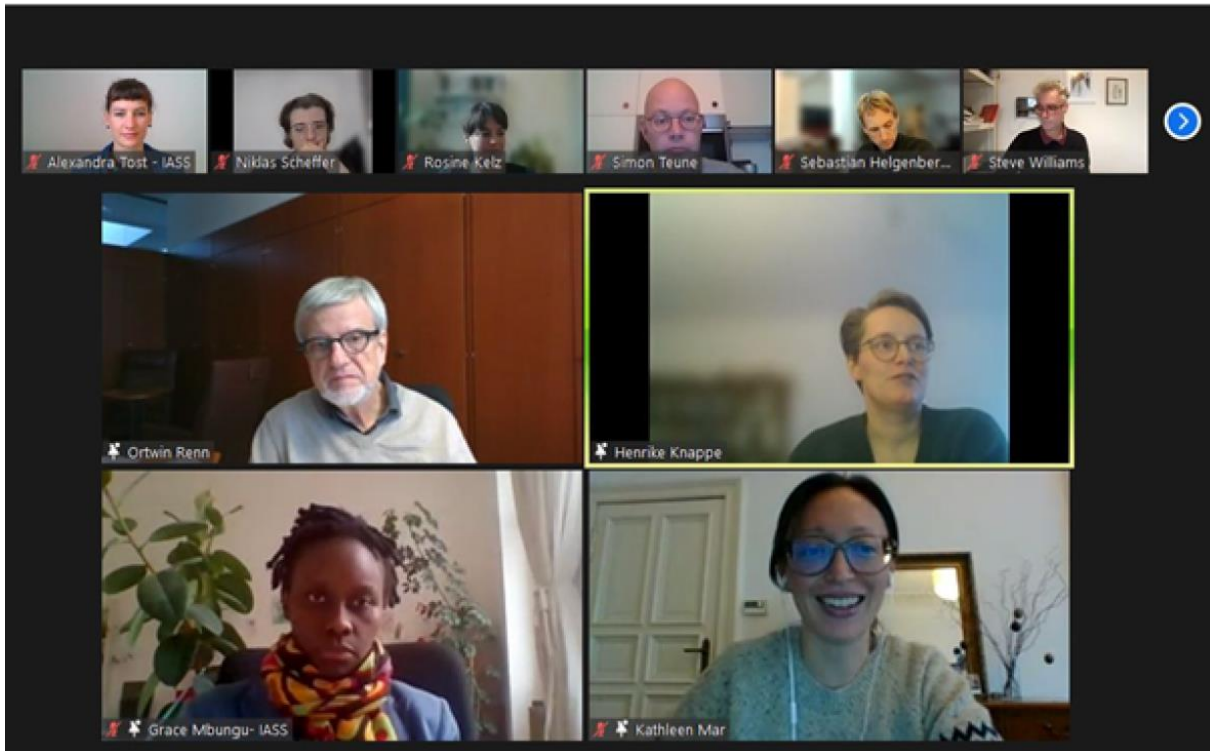 Alexandra Tost - IASS
Niklas Scheffer
Rosine Kelz
Simon Teune
Sebastian Helgenber...
Steve Williams
Ortwin Renn
Henrike Knappe
Grace Mbungu- IASS
Kathleen Mar